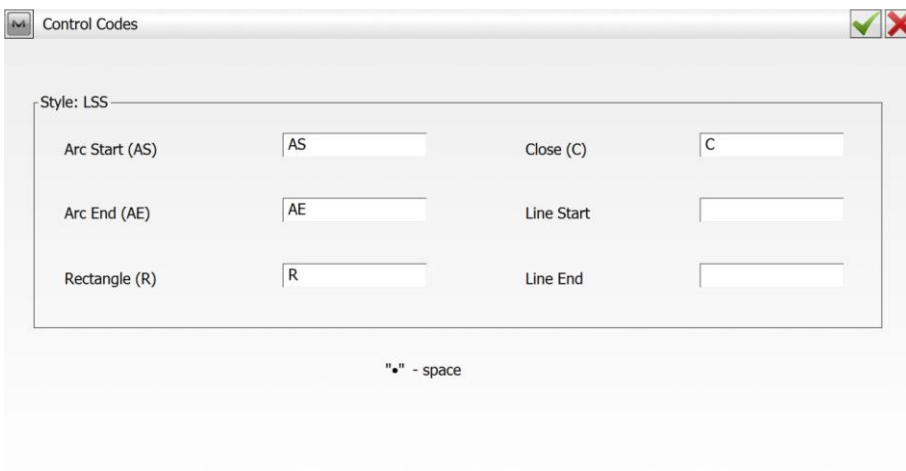 Control Codes
Style: LSS
Arc Start (AS) AS Close (C) C
Arc End (AE) AE Line Start
Rectangle (R) R Line End
"•" - space